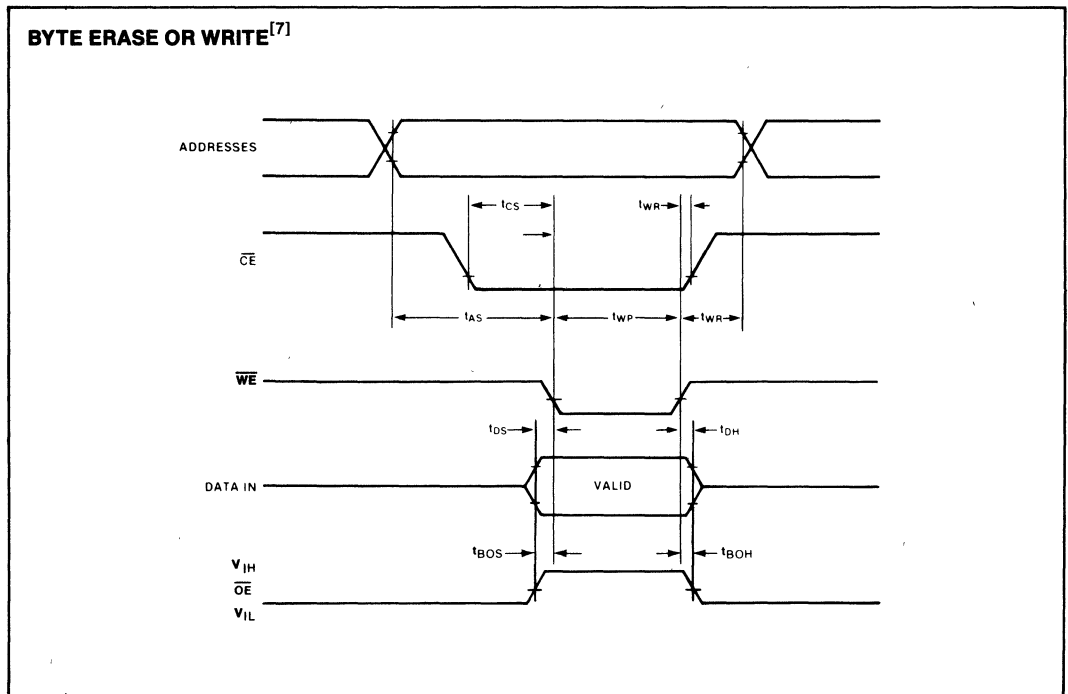 BYTE ERASE OR WRITE[7]
ADDRESSES
tCS
tWR
CE
tAS
tWP
tWR
WE
tDS
tDH
DATA IN
VALID
tBOS
tBOH
VIH
OE
VIL